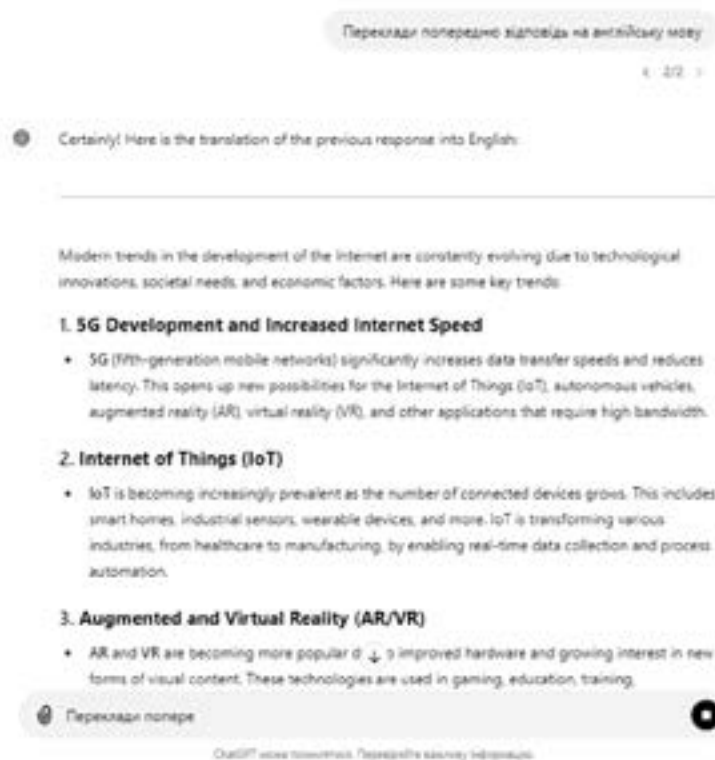 Переклади попередню відповідь на англійську мову
< 2/2 >
Certainly! Here is the translation of the previous response into English:
Modern trends in the development of the Internet are constantly evolving due to technological
innovations, societal needs, and economic factors. Here are some key trends:
1. 5G Development and Increased Internet Speed
• 5G (fifth-generation mobile networks) significantly increases data transfer speeds and reduces
latency. This opens up new possibilities for the Internet of Things (IoT), autonomous vehicles,
augmented reality (AR), virtual reality (VR), and other applications that require high bandwidth.
2. Internet of Things (IoT)
• IoT is becoming increasingly prevalent as the number of connected devices grows. This includes
smart homes, industrial sensors, wearable devices, and more. IoT is transforming various
industries, from healthcare to manufacturing, by enabling real-time data collection and process
automation.
3. Augmented and Virtual Reality (AR/VR)
• AR and VR are becoming more popular d o improved hardware and growing interest in new
forms of visual content. These technologies are used in gaming, education, training,
Переклади попере
ChatGPT може помилятися. Перевіряйте важливу інформацію.